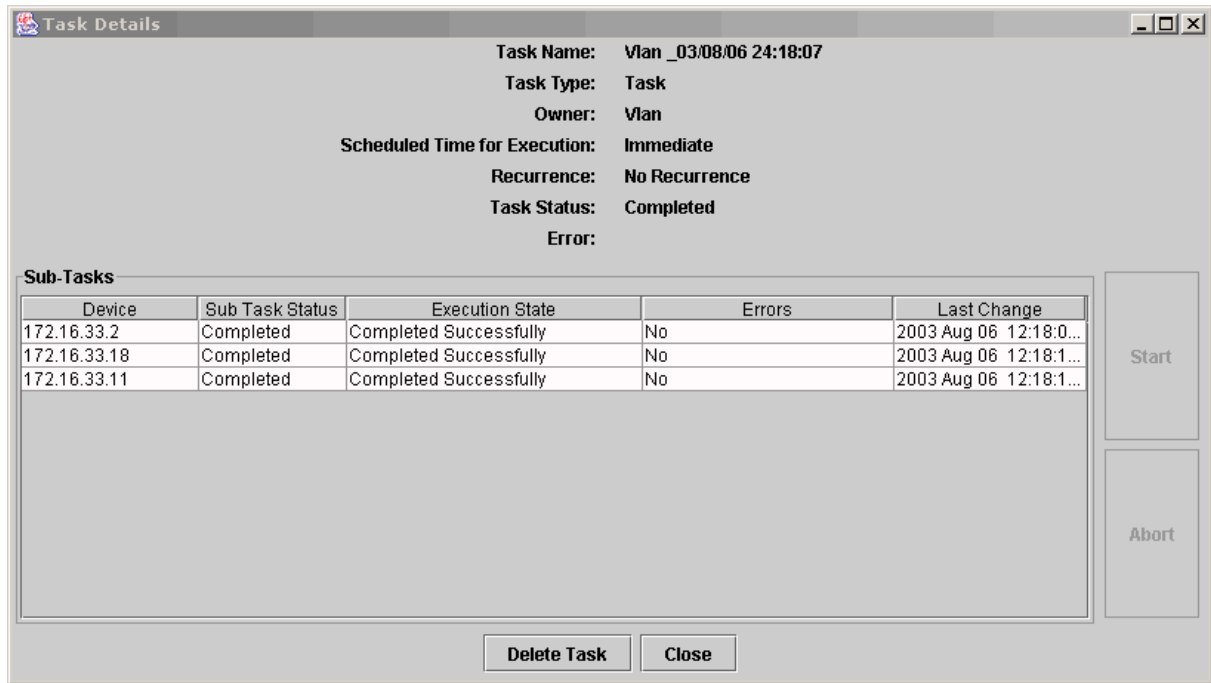 Task Details
Task Name: Vlan _03/08/06 24:18:07
Task Type: Task
Owner: Vlan
Scheduled Time for Execution: Immediate
Recurrence: No Recurrence
Task Status: Completed
Error:
Sub-Tasks
Device Sub Task Status Execution State Errors Last Change
172.16.33.2 Completed Completed Successfully No 2003 Aug 06 12:18:0...
172.16.33.18 Completed Completed Successfully No 2003 Aug 06 12:18:1...
172.16.33.11 Completed Completed Successfully No 2003 Aug 06 12:18:1...
Start
Abort
Delete Task Close